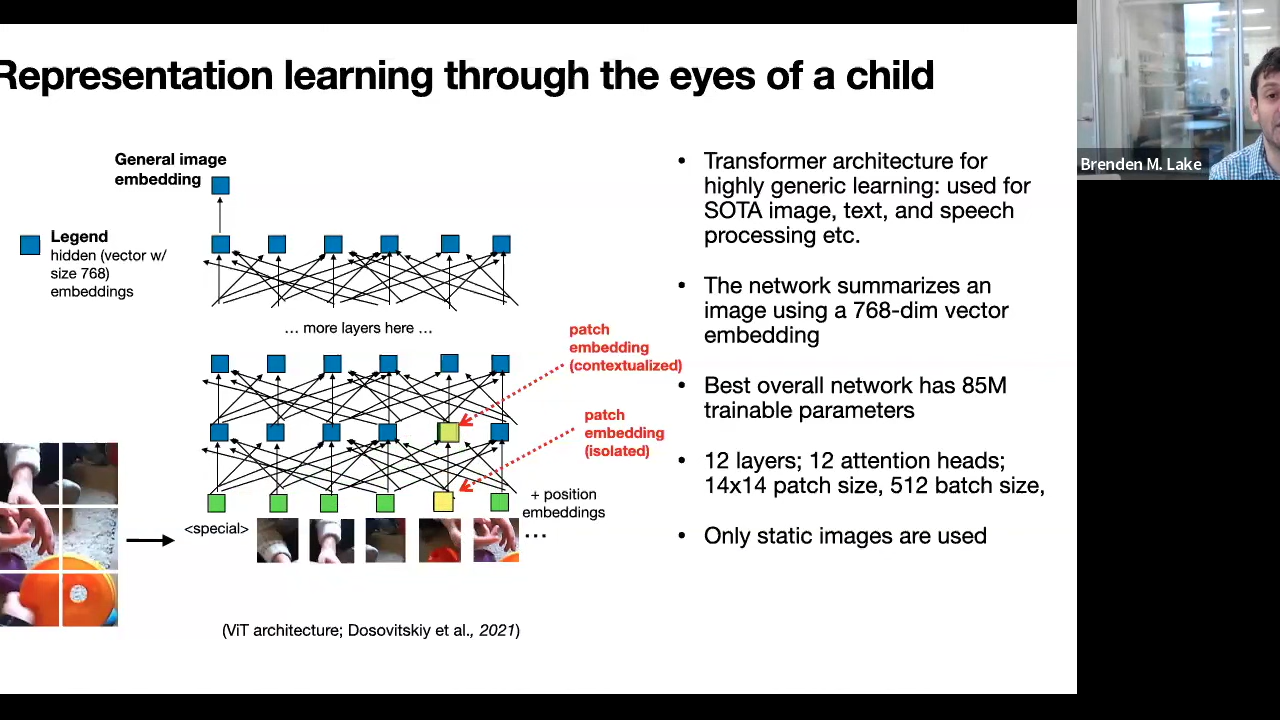 Representation learning through the eyes of a child
General image
embedding
Legend
hidden (vector w/
size 768)
embeddings
… more layers here …
patch
embedding
(contextualized)
patch
embedding
(isolated)
+ position
embeddings
<special>
…
(ViT architecture; Dosovitskiy et al., 2021)
• Transformer architecture for
highly generic learning: used for
SOTA image, text, and speech
processing etc.
• The network summarizes an
image using a 768-dim vector
embedding
• Best overall network has 85M
trainable parameters
• 12 layers; 12 attention heads;
14x14 patch size, 512 batch size,
• Only static images are used
Brenden M. Lake